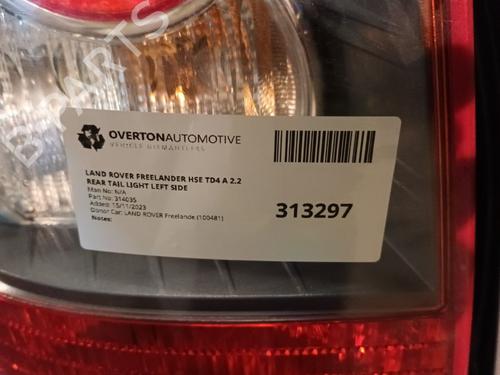 B-PARTS
OVERTONAUTOMOTIVE
VEHICLE DISMANTLERS
LAND ROVER FREELANDER HSE TD4 A 2.2
REAR TAIL LIGHT LEFT SIDE
Man No: N/A
Part No: 314035
Added: 15/11/2023
Donor Car: LAND ROVER Freelande (100481)
Notes:
313297